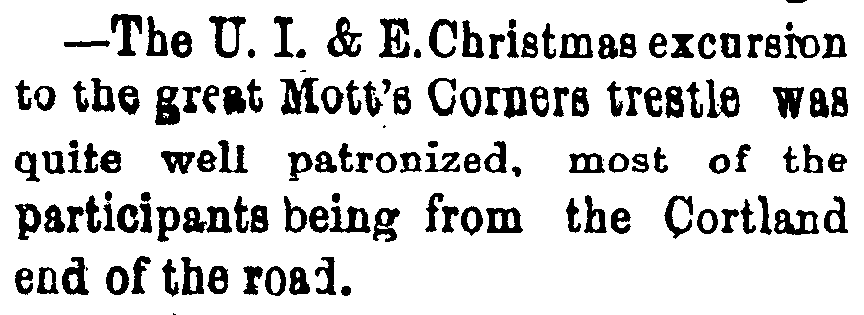 —The U. I. & E. Christmas excursion
to the great Mott's Corners trestle was
quite well patronized, most of the
participants being from the Cortland
end of the road.